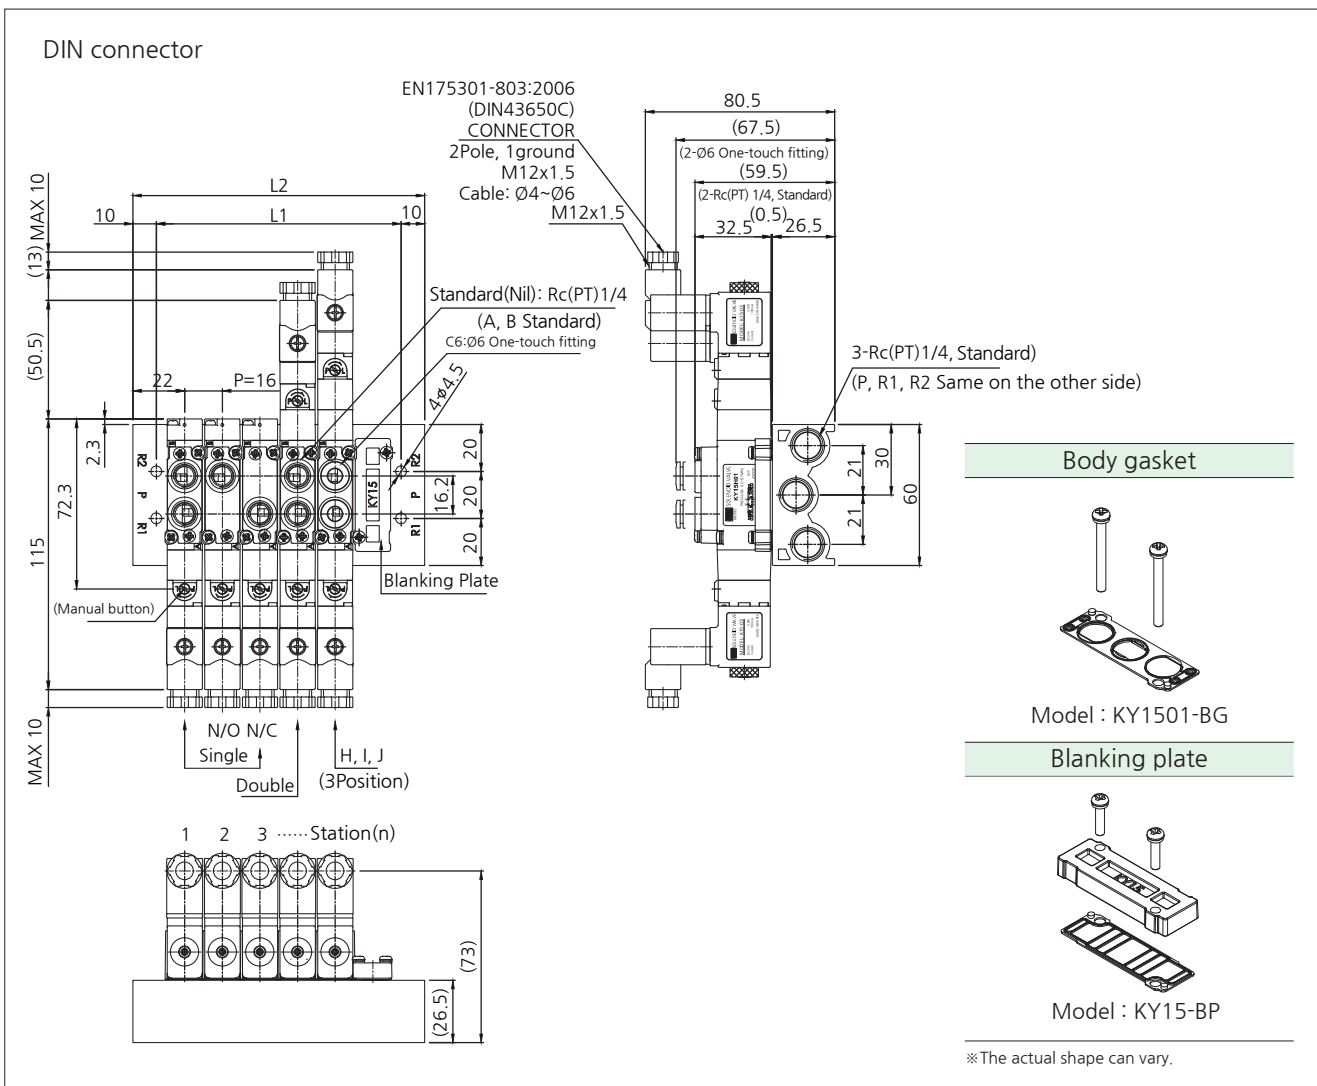 DIN connector
EN175301-803:2006
(DIN43650C)
CONNECTOR
2Pole, 1ground
M12x1.5
Cable: Ø4~Ø6
M12x1.5
80.5
(67.5)
(2-Ø6 One-touch fitting)
(59.5)
(2-Rc(PT) 1/4, Standard)
(0.5)
32.5
26.5
L2
10
L1
10
MAX 10
(13)
(50.5)
Standard(Nil): Rc(PT)1/4
(A, B Standard)
C6:Ø6 One-touch fitting
22
P=16
4-ø4.5
3-Rc(PT)1/4, Standard)
(P, R1, R2 Same on the other side)
2.3
72.3
115
R2
P
R1
KY15
R2
P
R1
20
16.2
20
20
Blanking Plate
(Manual button)
SOLENOID VALVE
KY15H01
21
21
30
60
MAX 10
N/O N/C
Single
Double
H, I, J
(3Position)
1 2 3 ······Station(n)
(73)
(26.5)
Body gasket
Model : KY1501-BG
Blanking plate
KY15
Model : KY15-BP
※The actual shape can vary.